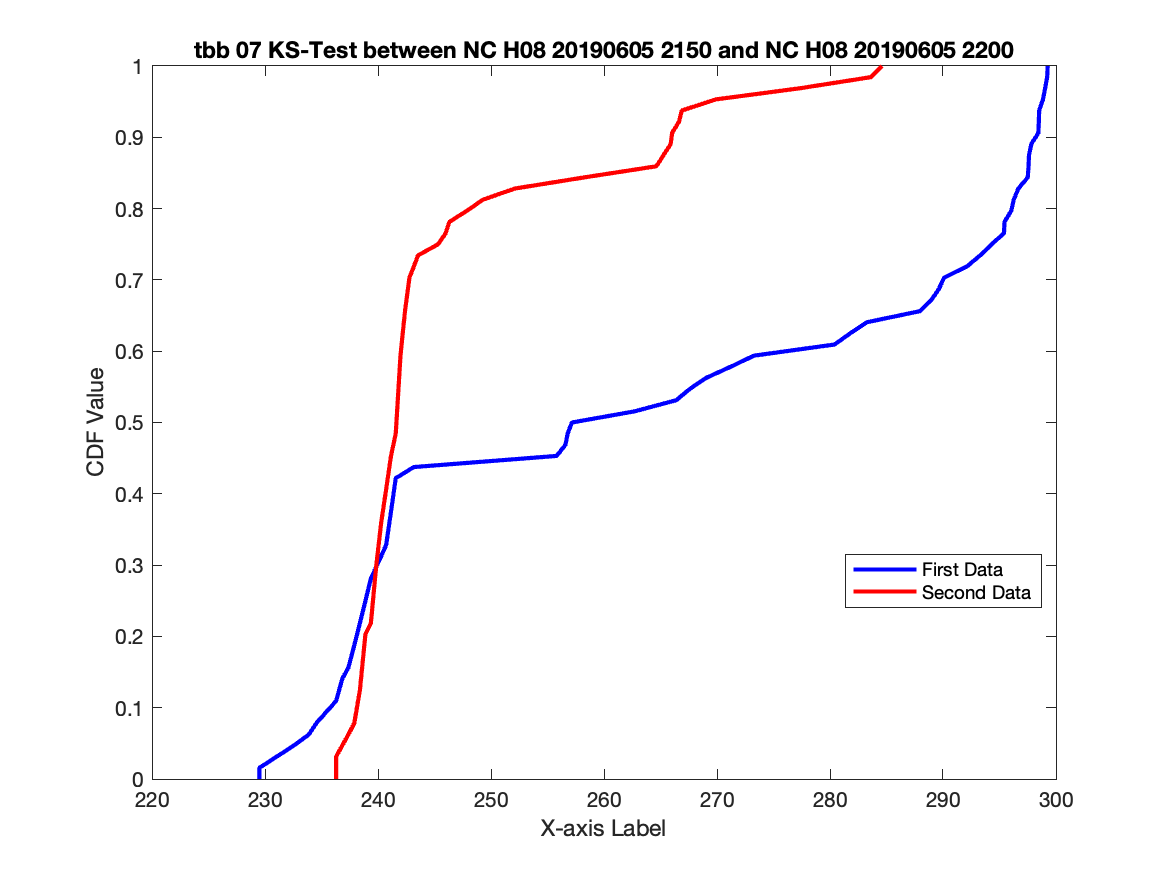 tbb 07 KS-Test between NC H08 20190605 2150 and NC H08 20190605 2200
1
0.9
0.8
0.7
0.6
0.5
0.4
0.3
0.2
0.1
0
CDF Value
First Data
Second Data
220 230 240 250 260 270 280 290 300
X-axis Label